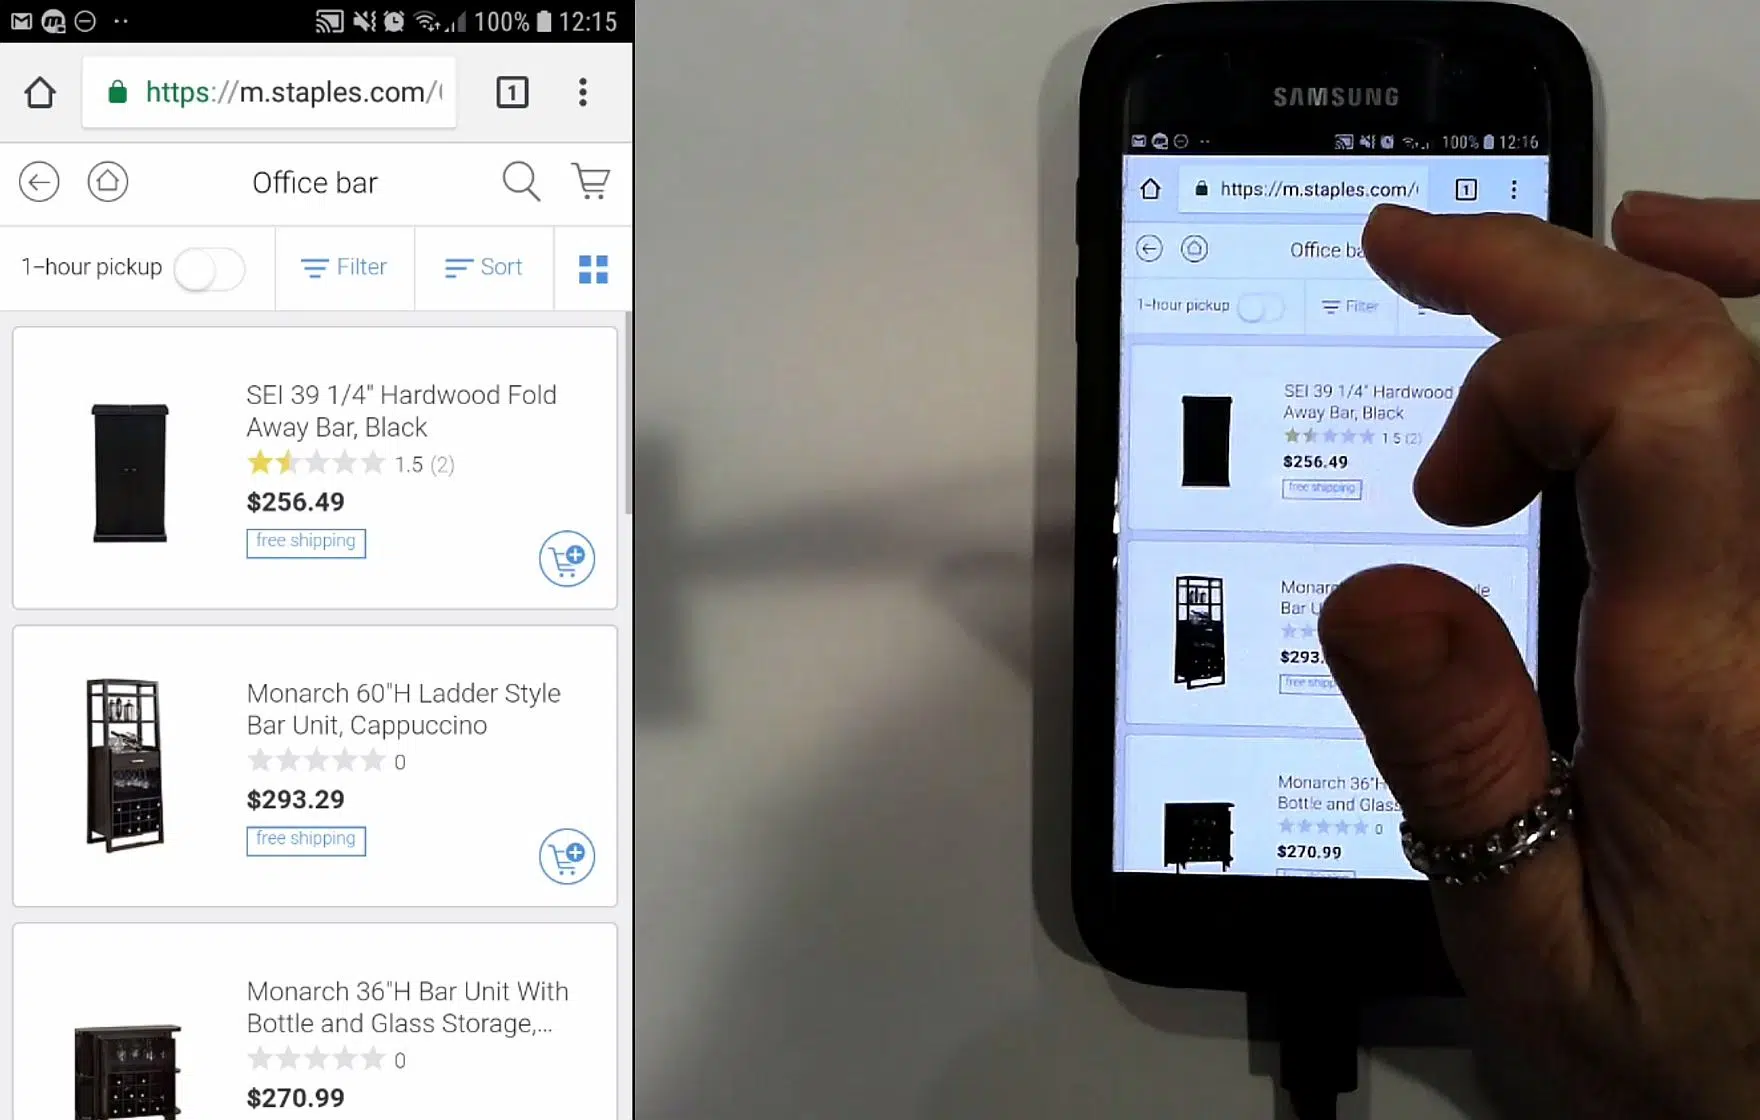 100% 12:15
https://m.staples.com/
1
Office bar
1-hour pickup
Filter
Sort
SEI 39 1/4" Hardwood Fold
Away Bar, Black
1.5 (2)
$256.49
free shipping
Monarch 60"H Ladder Style
Bar Unit, Cappuccino
0
$293.29
free shipping
Monarch 36"H Bar Unit With
Bottle and Glass Storage,...
0
$270.99
SAMSUNG
100% 12:16
https://m.staples.com/
1
Office ba
1-hour pickup
Filter
SEI 39 1/4" Hardwood
Away Bar, Black
1.5 (2)
$256.49
free shipping
Monar
Bar U
$293.
free shipp
Monarch 36"H
Bottle and Glass
0
$270.99